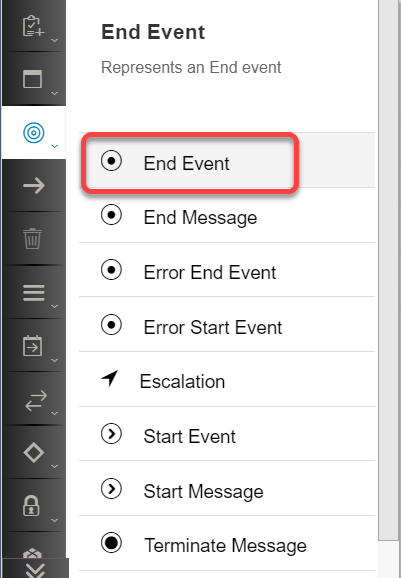 End Event
Represents an End event
End Event
End Message
Error End Event
Error Start Event
Escalation
Start Event
Start Message
Terminate Message